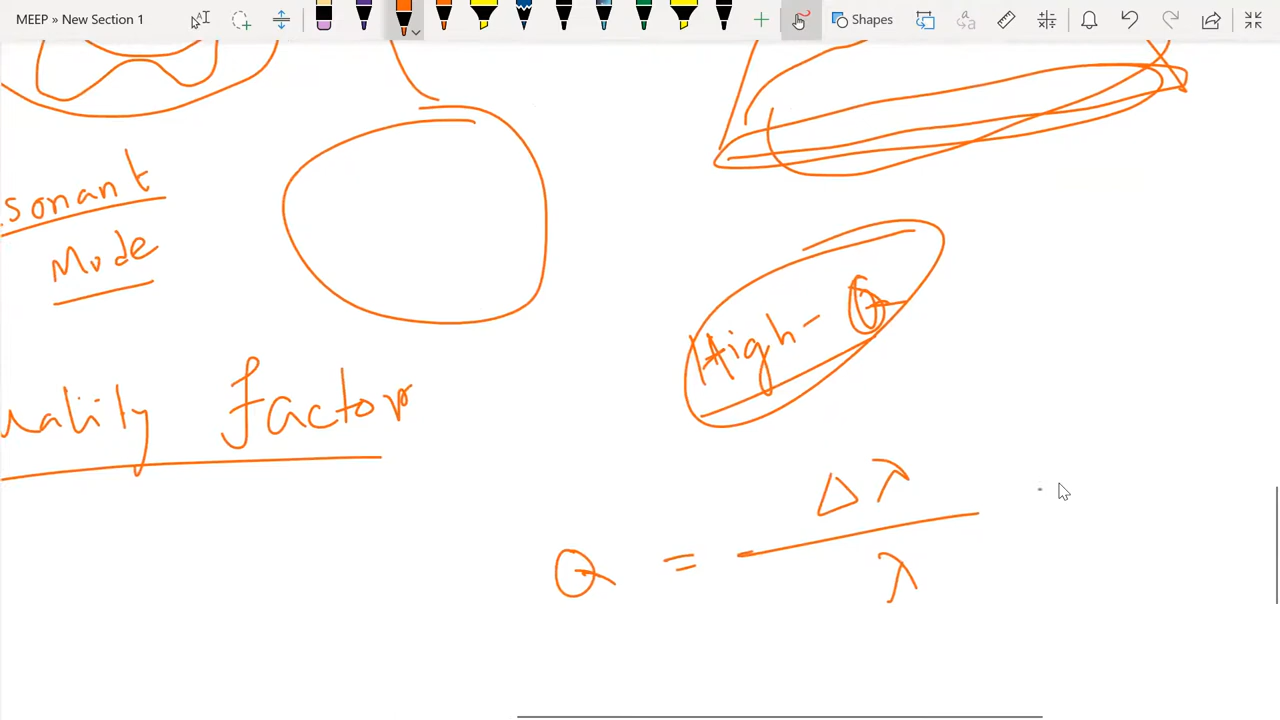 MEEP » New Section 1
Shapes
sonant
Mode
High- Q
uality factor
Q = Δλ / λ